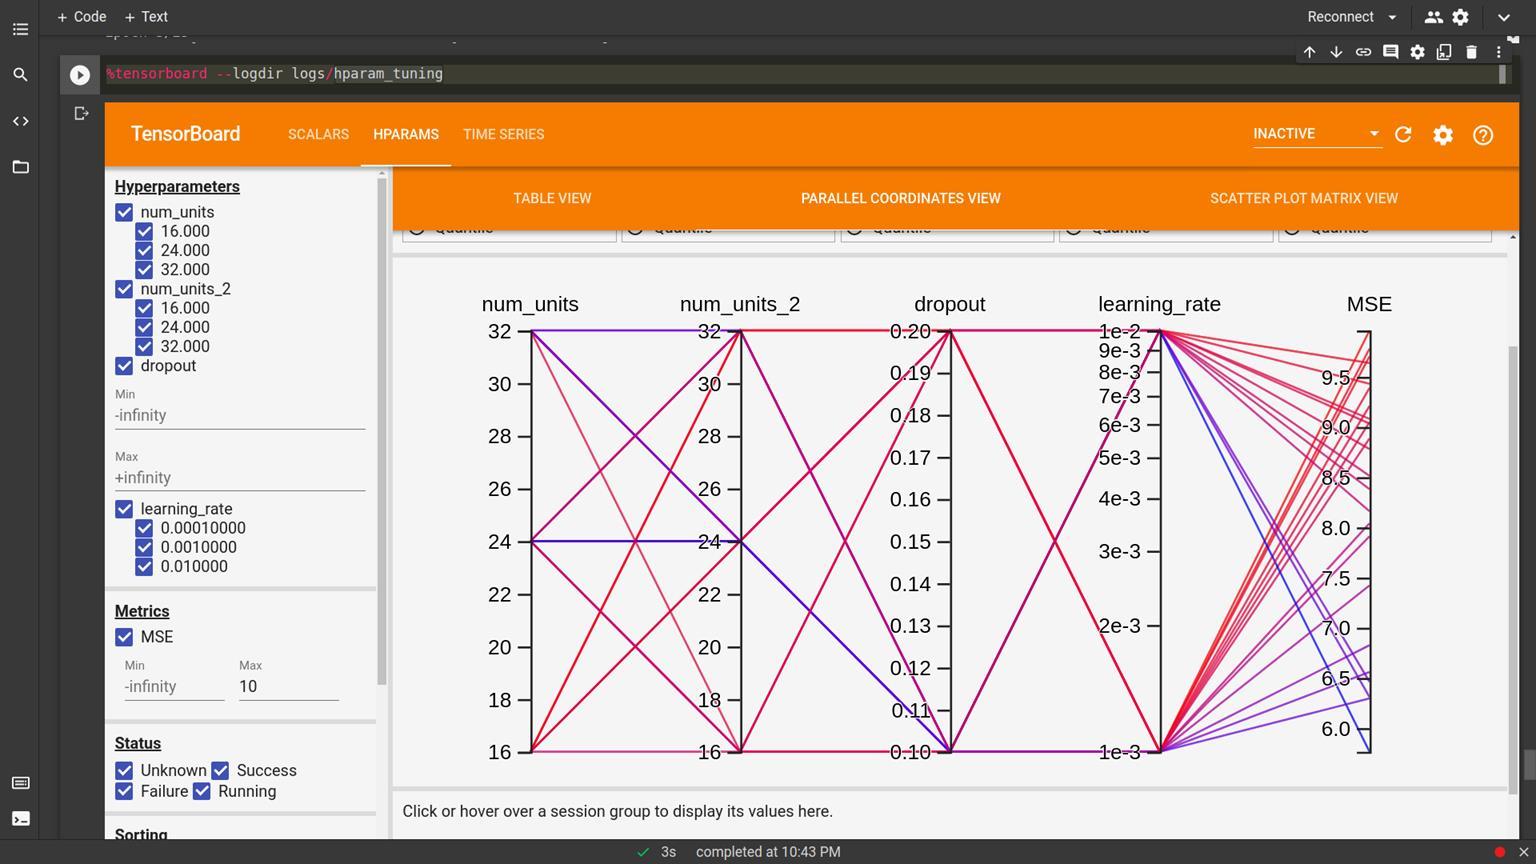 + Code + Text
Reconnect
%tensorboard --logdir logs/hparam_tuning
TensorBoard
SCALARS
HPARAMS
TIME SERIES
INACTIVE
TABLE VIEW
PARALLEL COORDINATES VIEW
SCATTER PLOT MATRIX VIEW
Quantile Quantile Quantile Quantile Quantile
Hyperparameters
num_units
16.000
24.000
32.000
num_units_2
16.000
24.000
32.000
dropout
Min
-infinity
Max
+infinity
learning_rate
0.00010000
0.0010000
0.010000
Metrics
MSE
Min Max
-infinity 10
Status
Unknown Success
Failure Running
Sorting
num_units
32
30
28
26
24
22
20
18
16
num_units_2
32
30
28
26
24
22
20
18
16
dropout
0.20
0.19
0.18
0.17
0.16
0.15
0.14
0.13
0.12
0.11
0.10
learning_rate
1e-2
9e-3
8e-3
7e-3
6e-3
5e-3
4e-3
3e-3
2e-3
1e-3
MSE
9.5
9.0
8.5
8.0
7.5
7.0
6.5
6.0
Click or hover over a session group to display its values here.
3s completed at 10:43 PM